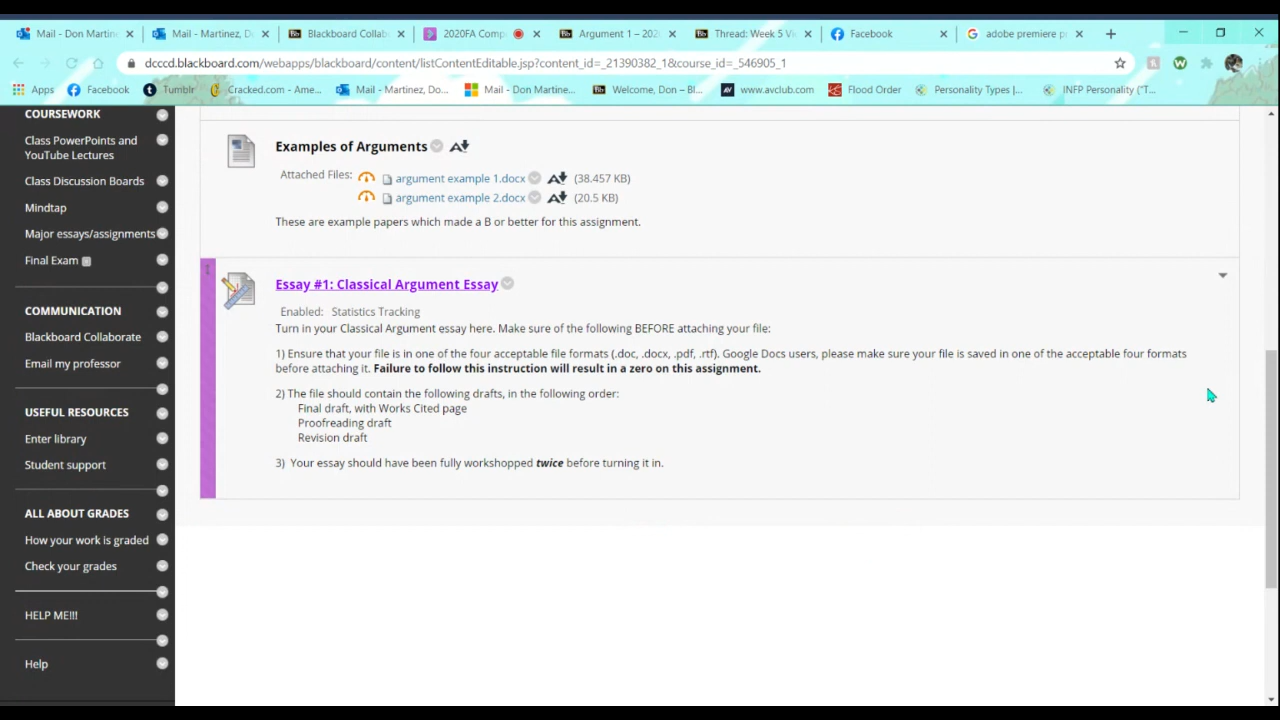 Mail - Don Martine
Mail - Martinez, D
Blackboard Collab
2020FA Comp
Argument 1 – 202
Thread: Week 5 Vi
Facebook
adobe premiere p
dcccd.blackboard.com/webapps/blackboard/content/listContentEditable.jsp?content_id=_21390382_1&course_id=_546905_1
Apps
Facebook
Tumblr
Cracked.com - Ame...
Mail - Martinez, Do...
Mail - Don Martine...
Welcome, Don – Bl...
www.avclub.com
Flood Order
Personality Types |...
INFP Personality ("T...
COURSEWORK
Class PowerPoints and
YouTube Lectures
Class Discussion Boards
Mindtap
Major essays/assignments
Final Exam
COMMUNICATION
Blackboard Collaborate
Email my professor
USEFUL RESOURCES
Enter library
Student support
ALL ABOUT GRADES
How your work is graded
Check your grades
HELP ME!!!
Help
Examples of Arguments
Attached Files: argument example 1.docx (38.457 KB)
argument example 2.docx (20.5 KB)
These are example papers which made a B or better for this assignment.
Essay #1: Classical Argument Essay
Enabled: Statistics Tracking
Turn in your Classical Argument essay here. Make sure of the following BEFORE attaching your file:
1) Ensure that your file is in one of the four acceptable file formats (.doc, .docx, .pdf, .rtf). Google Docs users, please make sure your file is saved in one of the acceptable four formats
before attaching it. Failure to follow this instruction will result in a zero on this assignment.
2) The file should contain the following drafts, in the following order:
Final draft, with Works Cited page
Proofreading draft
Revision draft
3) Your essay should have been fully workshopped twice before turning it in.